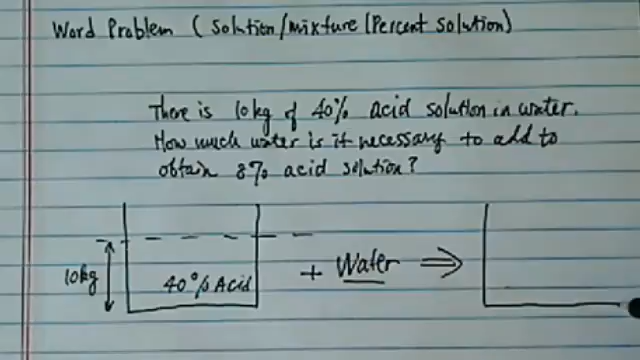 Word Problem (Solution/mixture/Percent solution)
There is 10kg of 40% acid solution in water.
How much water is it necessary to add to
obtain 8% acid solution?
10kg
40% Acid
+ Water ⇒